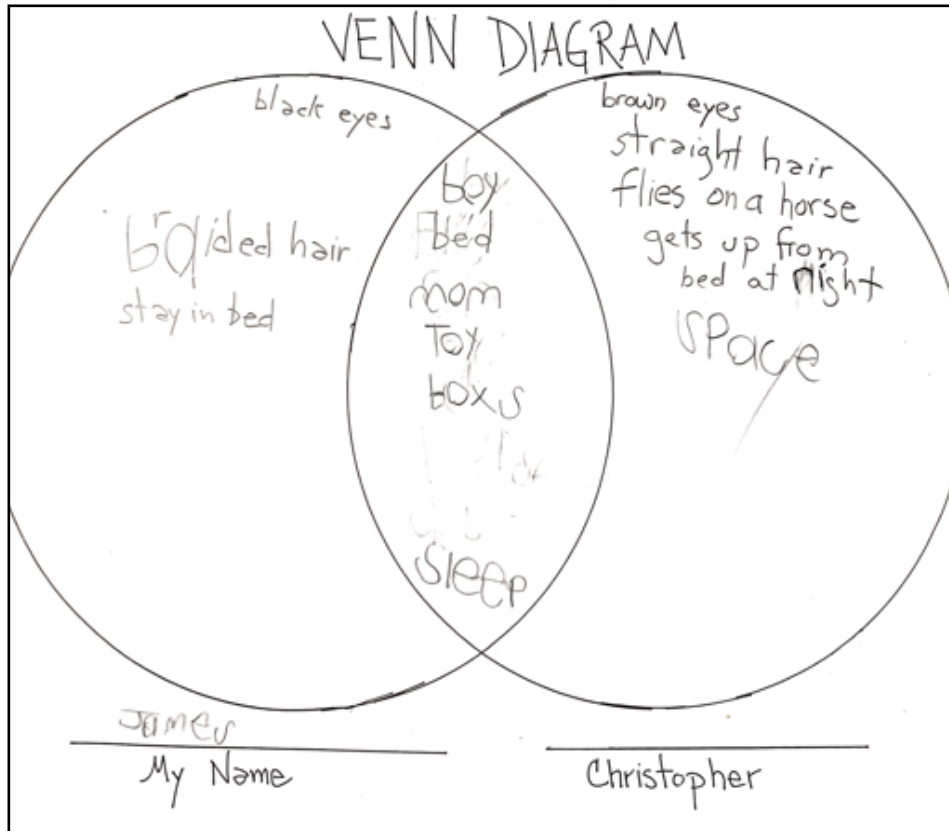 VENN DIAGRAM
black eyes
braided hair
stay in bed
boy
bed
mom
Toy
boxs
sleep
brown eyes
straight hair
flies on a horse
gets up from
bed at night
space
James
My Name
Christopher